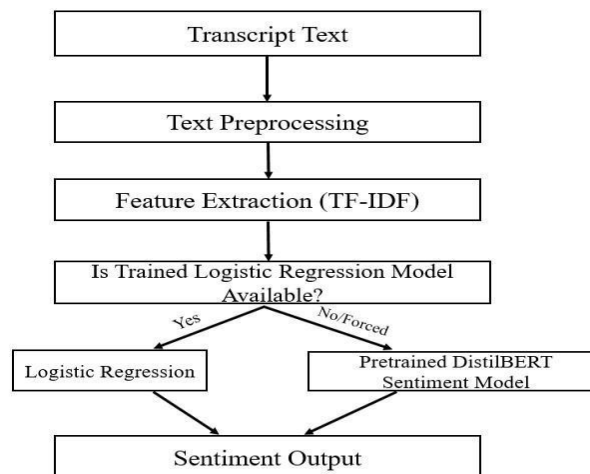 Transcript Text
Text Preprocessing
Feature Extraction (TF-IDF)
Is Trained Logistic Regression Model
Available?
Yes
No/Forced
Logistic Regression
Pretrained DistilBERT
Sentiment Model
Sentiment Output